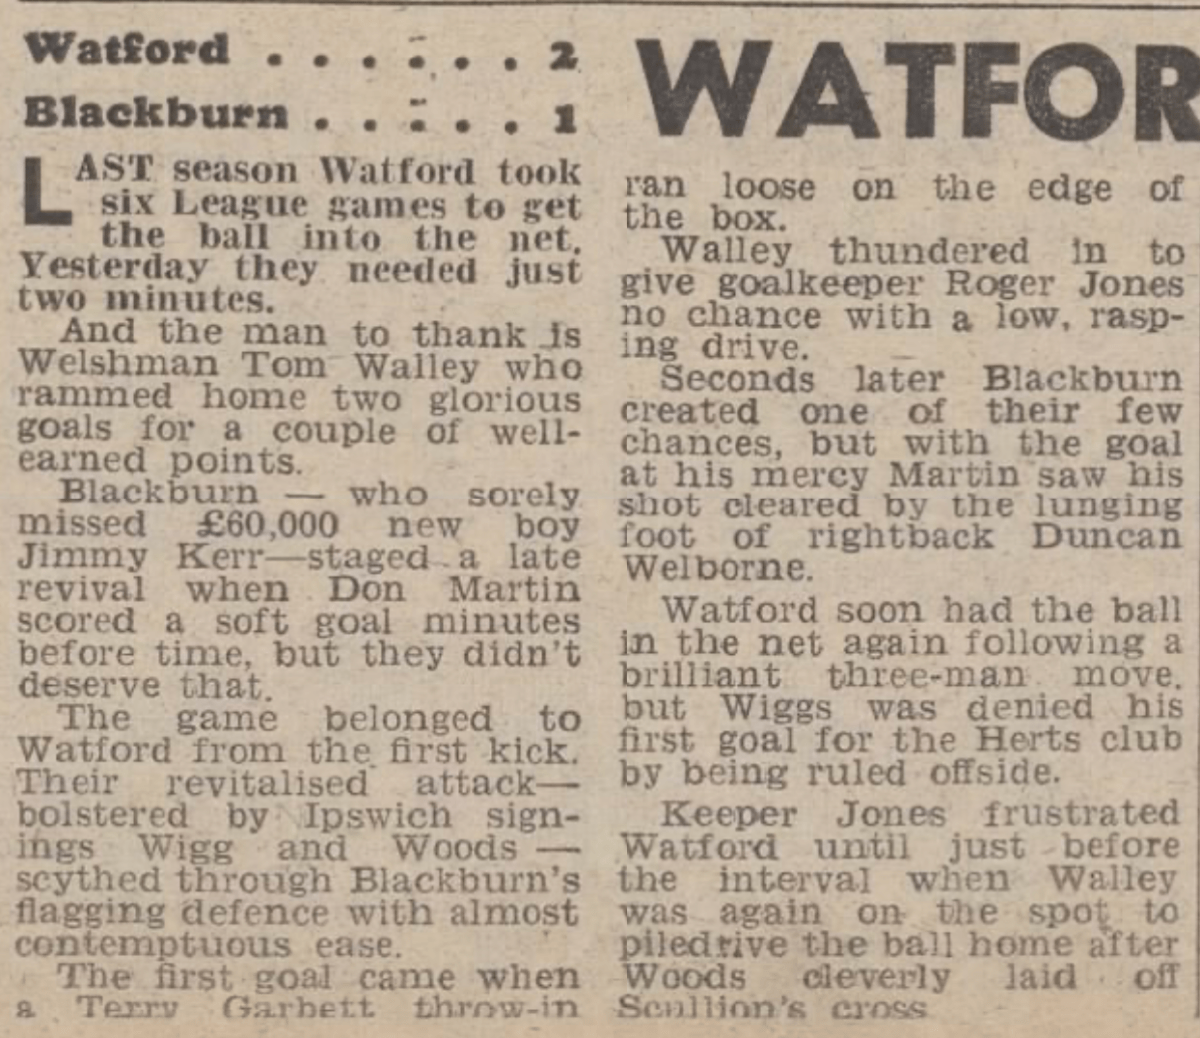 Watford . . . . . . 2
Blackburn . . . . . 1
LAST season Watford took
six League games to get
the ball into the net.
Yesterday they needed just
two minutes.
And the man to thank is
Welshman Tom Walley who
rammed home two glorious
goals for a couple of well-
earned points.
Blackburn — who sorely
missed £60,000 new boy
Jimmy Kerr—staged a late
revival when Don Martin
scored a soft goal minutes
before time, but they didn't
deserve that.
The game belonged to
Watford from the first kick.
Their revitalised attack—
bolstered by Ipswich sign-
ings Wigg and Woods —
scythed through Blackburn's
flagging defence with almost
contemptuous ease.
The first goal came when
a Terry Garbett throw-in
WATFOR
ran loose on the edge of
the box.
Walley thundered in to
give goalkeeper Roger Jones
no chance with a low, rasp-
ing drive.
Seconds later Blackburn
created one of their few
chances, but with the goal
at his mercy Martin saw his
shot cleared by the lunging
foot of rightback Duncan
Welborne.
Watford soon had the ball
in the net again following a
brilliant three-man move,
but Wiggs was denied his
first goal for the Herts club
by being ruled offside.
Keeper Jones frustrated
Watford until just before
the interval when Walley
was again on the spot to
piledrive the ball home after
Woods cleverly laid off
Scullion's cross